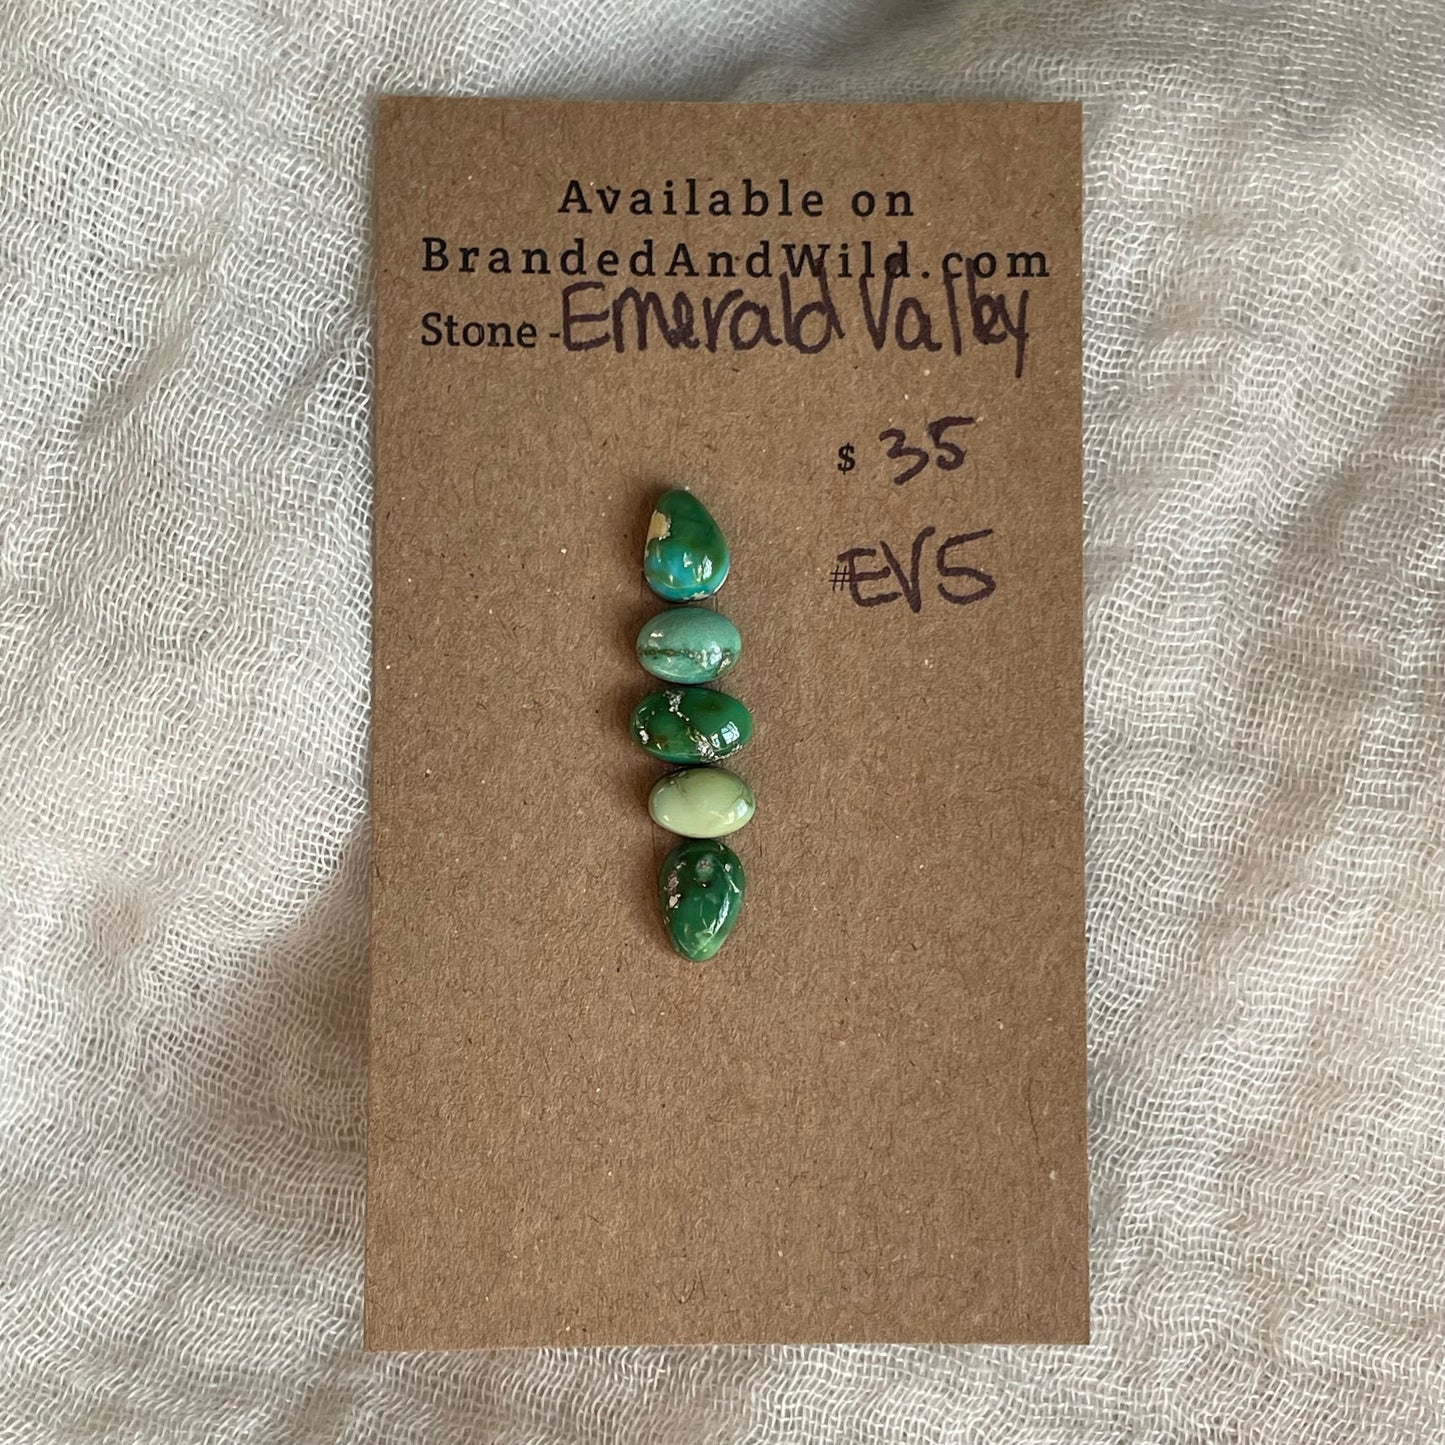 Available on
BrandedAndWild.com
Stone - Emerald Valley
$ 35
#EV5